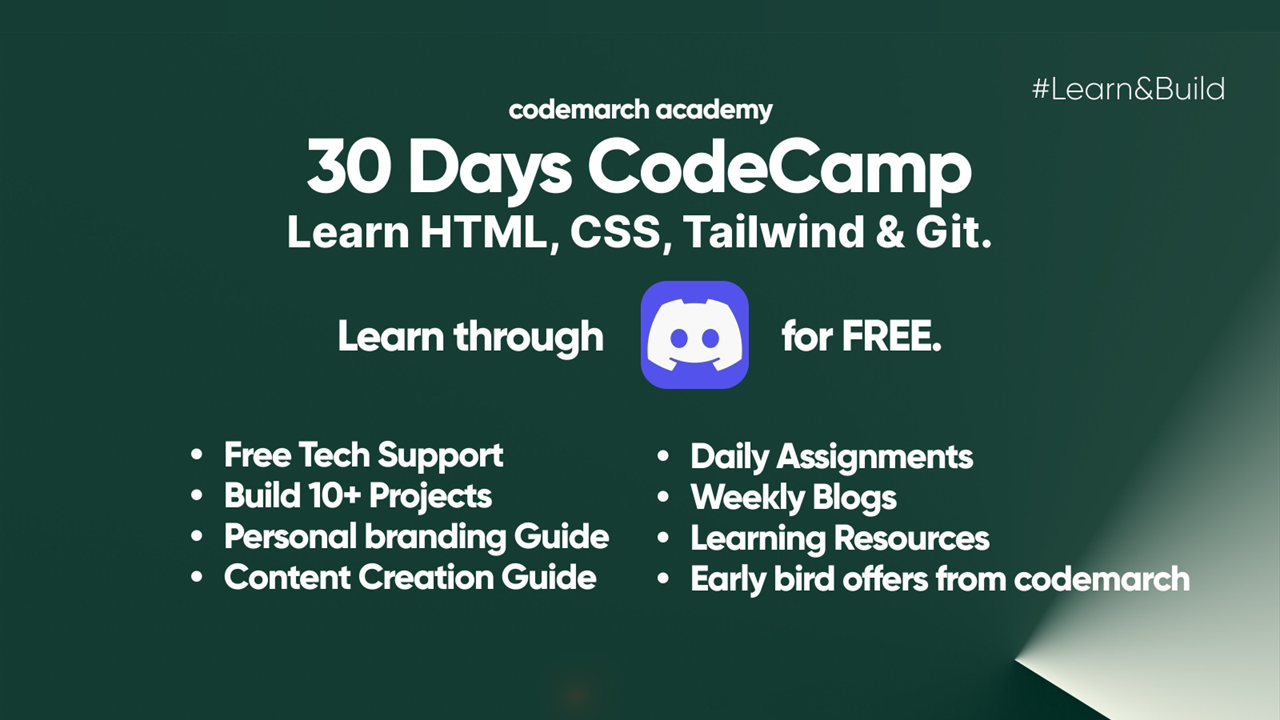 #Learn&Build
codemarch academy
30 Days CodeCamp
Learn HTML, CSS, Tailwind & Git.
Learn through for FREE.
• Free Tech Support
• Build 10+ Projects
• Personal branding Guide
• Content Creation Guide
• Daily Assignments
• Weekly Blogs
• Learning Resources
• Early bird offers from codemarch